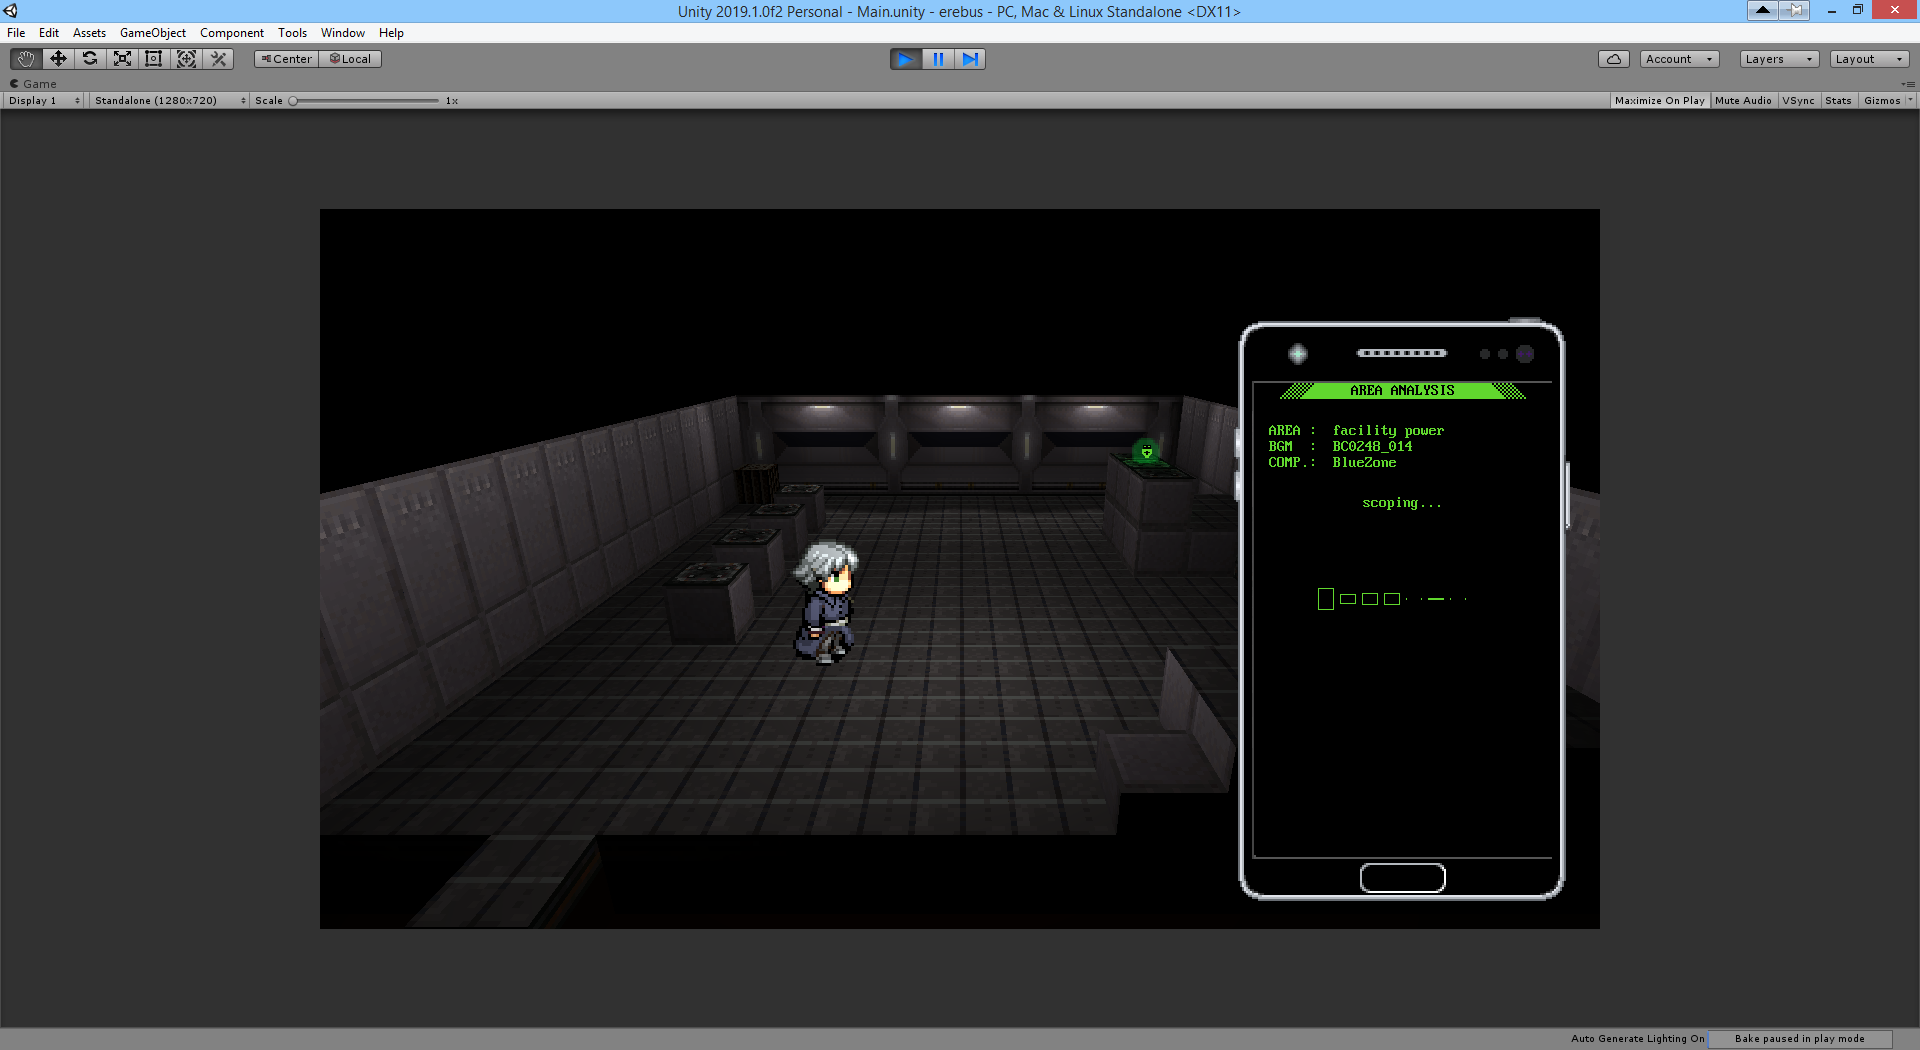 Unity 2019.1.0f2 Personal - Main.unity - erebus - PC, Mac & Linux Standalone <DX11>
File Edit Assets GameObject Component Tools Window Help
Center Local Account Layers Layout
Game
Display 1 Standalone (1280x720) Scale 1x Maximize On Play Mute Audio VSync Stats Gizmos
AREA ANALYSIS
AREA : facility power
BGM : BC0248_014
COMP.: BlueZone
scoping...
Auto Generate Lighting On Bake paused in play mode